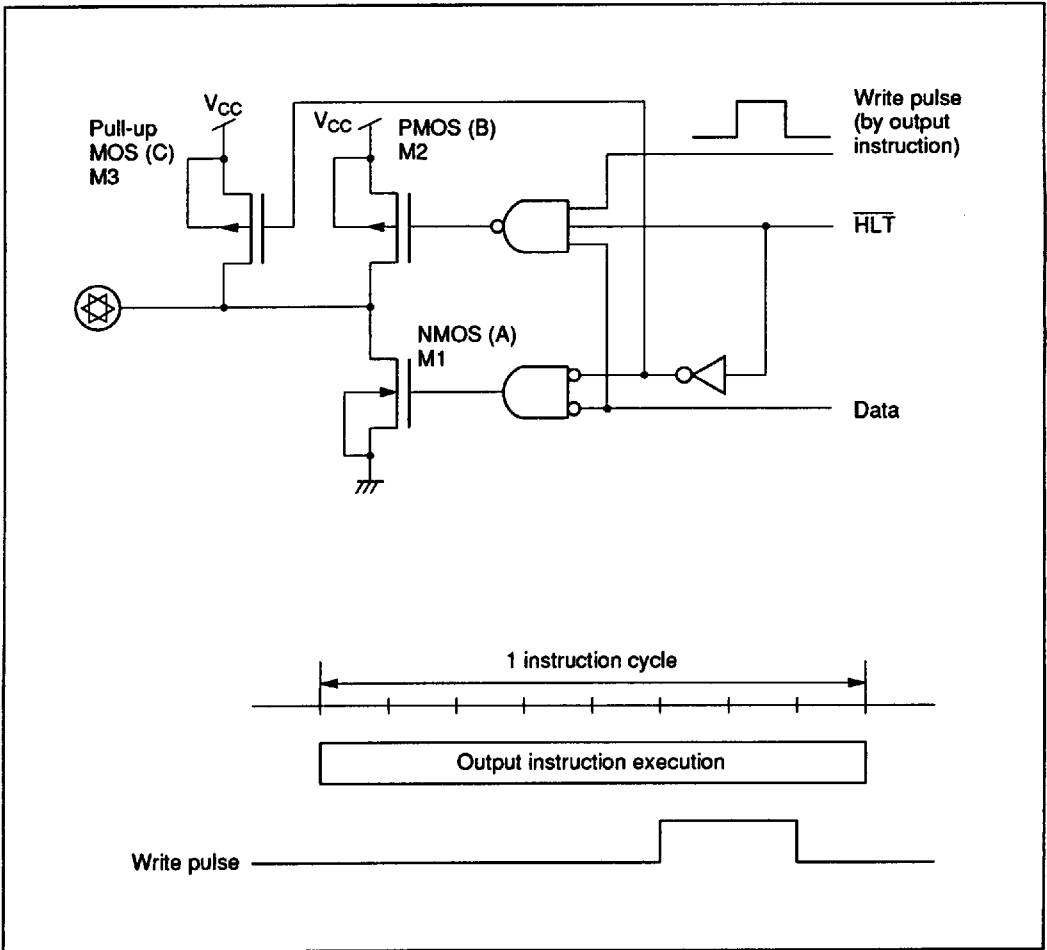 Pull-up
MOS (C)
M3
VCC
VCC
PMOS (B)
M2
Write pulse
(by output
instruction)
HLT
NMOS (A)
M1
Data
1 instruction cycle
Output instruction execution
Write pulse